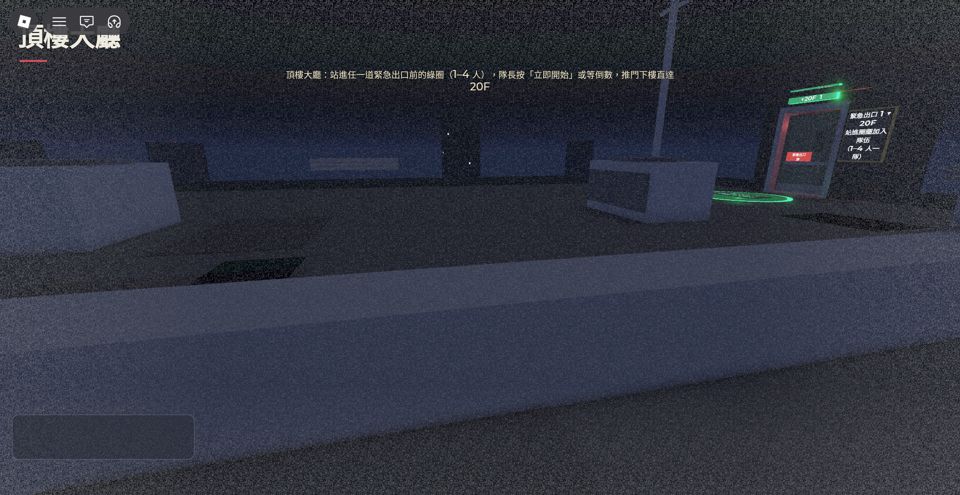 頂樓大廳
頂樓大廳：站進任一道緊急出口前的綠圈（1–4 人），隊長按「立即開始」或等倒數，推門下樓直達
20F
緊急出口 1 ▾
20F
站進圈圈加入
隊伍
（1–4 人一
隊）